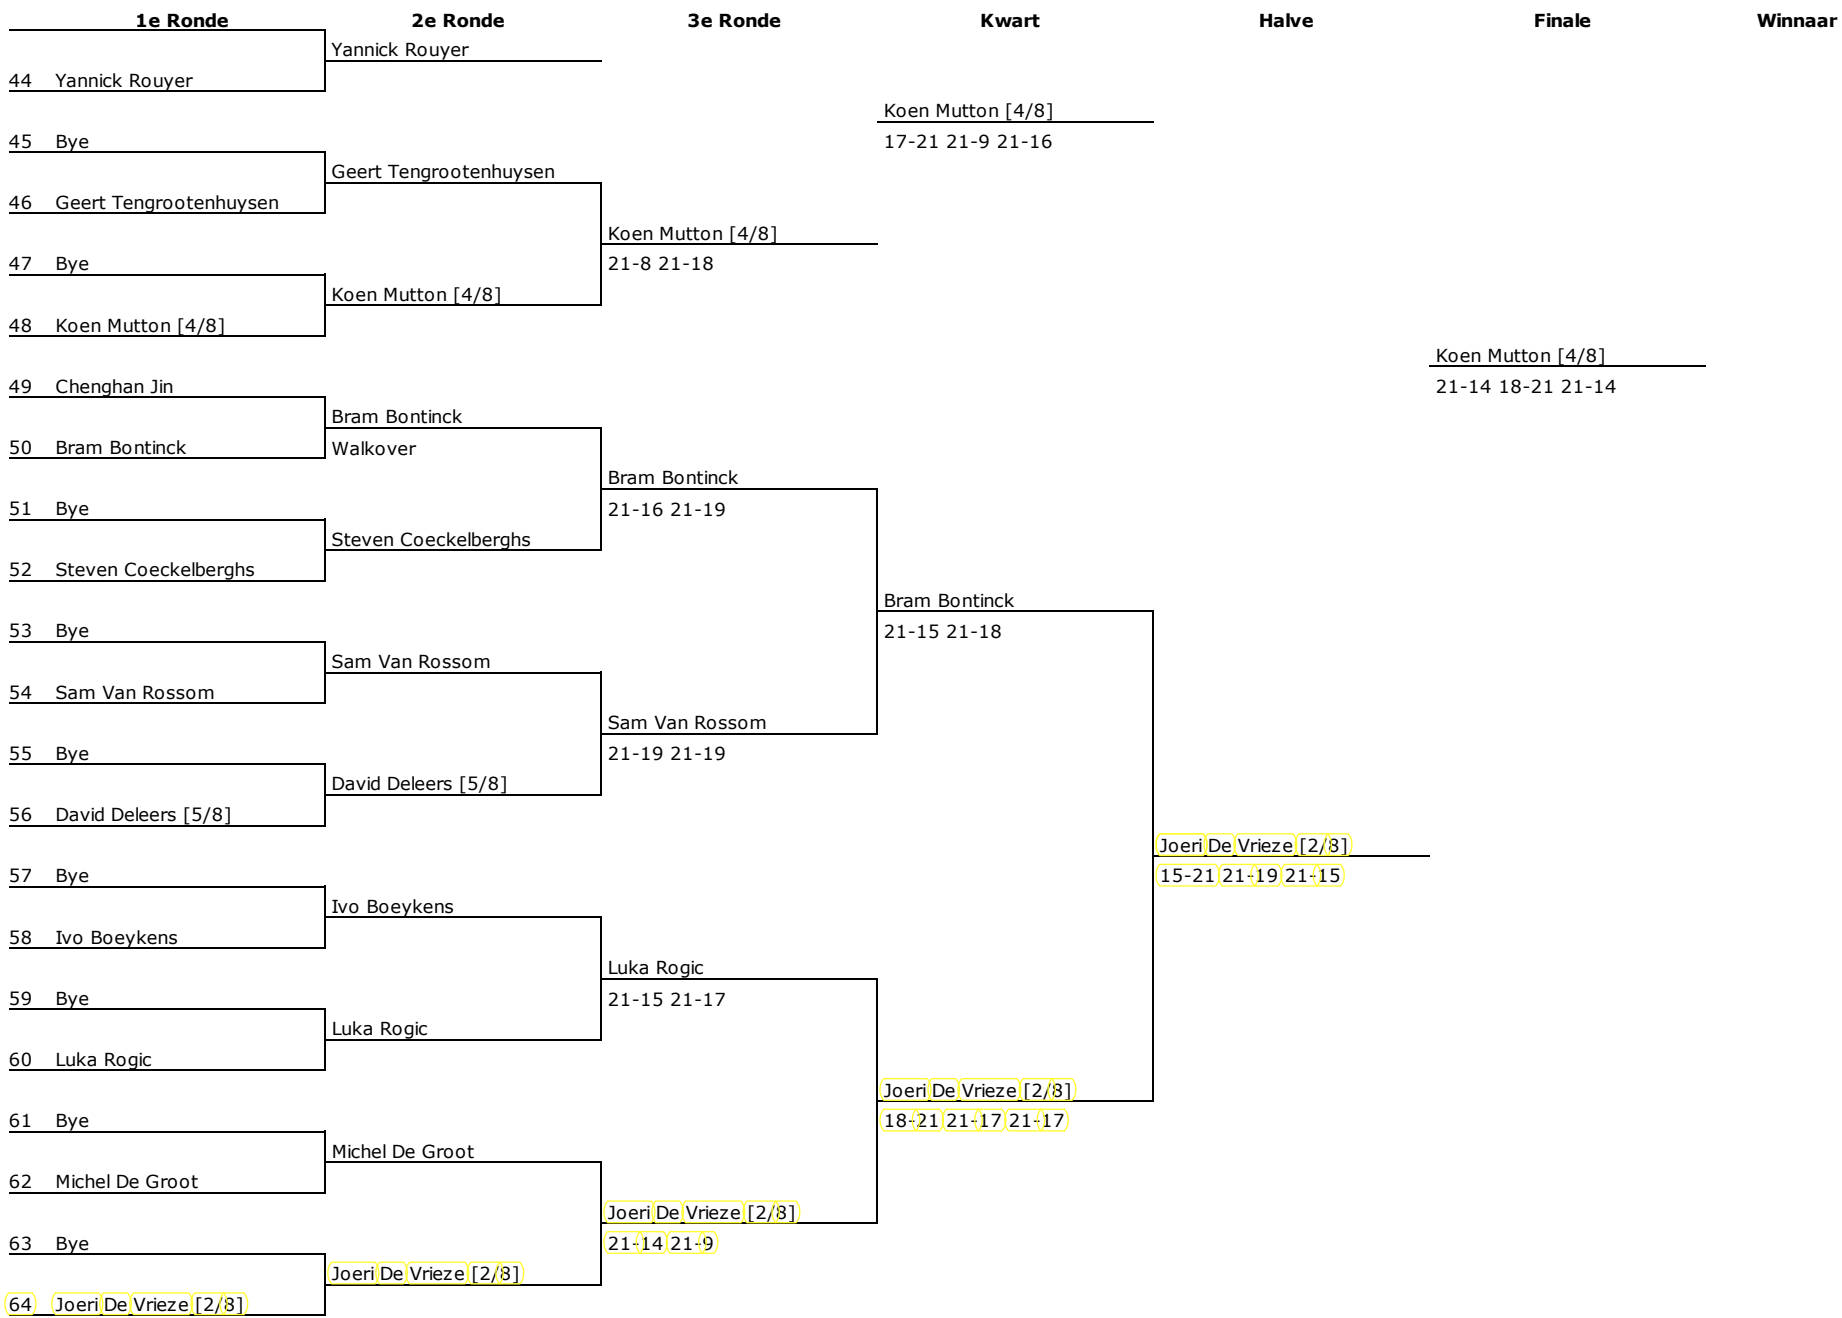 1e Ronde 2e Ronde 3e Ronde Kwart Halve Finale Winnaar
Yannick Rouyer
44 Yannick Rouyer
Koen Mutton [4/8]
45 Bye 17-21 21-9 21-16
Geert Tengrootenhuysen
46 Geert Tengrootenhuysen
Koen Mutton [4/8]
47 Bye 21-8 21-18
Koen Mutton [4/8]
48 Koen Mutton [4/8]
Koen Mutton [4/8]
49 Chenghan Jin 21-14 18-21 21-14
Bram Bontinck
50 Bram Bontinck Walkover
Bram Bontinck
51 Bye 21-16 21-19
Steven Coeckelberghs
52 Steven Coeckelberghs
Bram Bontinck
53 Bye 21-15 21-18
Sam Van Rossom
54 Sam Van Rossom
Sam Van Rossom
55 Bye 21-19 21-19
David Deleers [5/8]
56 David Deleers [5/8]
Joeri De Vrieze [2/8]
57 Bye 15-21 21-19 21-15
Ivo Boeykens
58 Ivo Boeykens
Luka Rogic
59 Bye 21-15 21-17
Luka Rogic
60 Luka Rogic
Joeri De Vrieze [2/8]
61 Bye 18-21 21-17 21-17
Michel De Groot
62 Michel De Groot
Joeri De Vrieze [2/8]
63 Bye 21-14 21-9
Joeri De Vrieze [2/8]
64 Joeri De Vrieze [2/8]